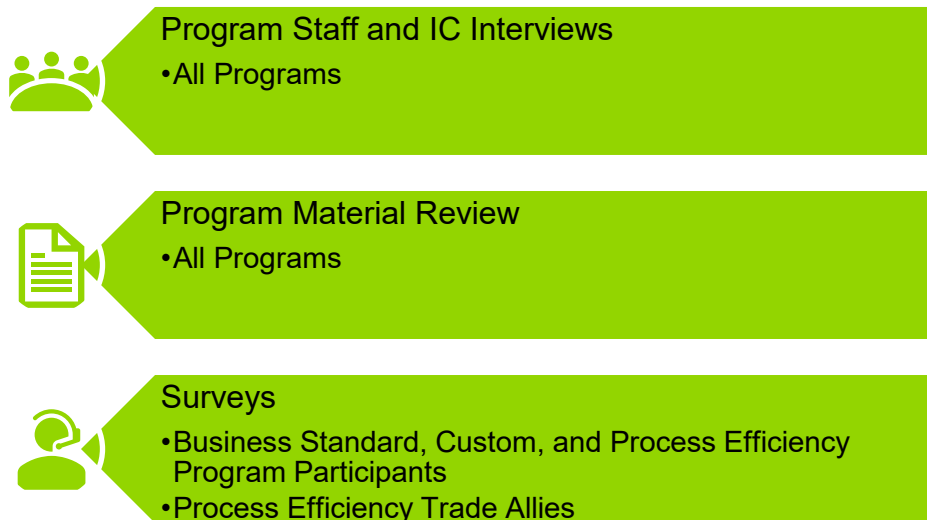 Program Staff and IC Interviews
•All Programs
Program Material Review
•All Programs
Surveys
•Business Standard, Custom, and Process Efficiency
Program Participants
•Process Efficiency Trade Allies